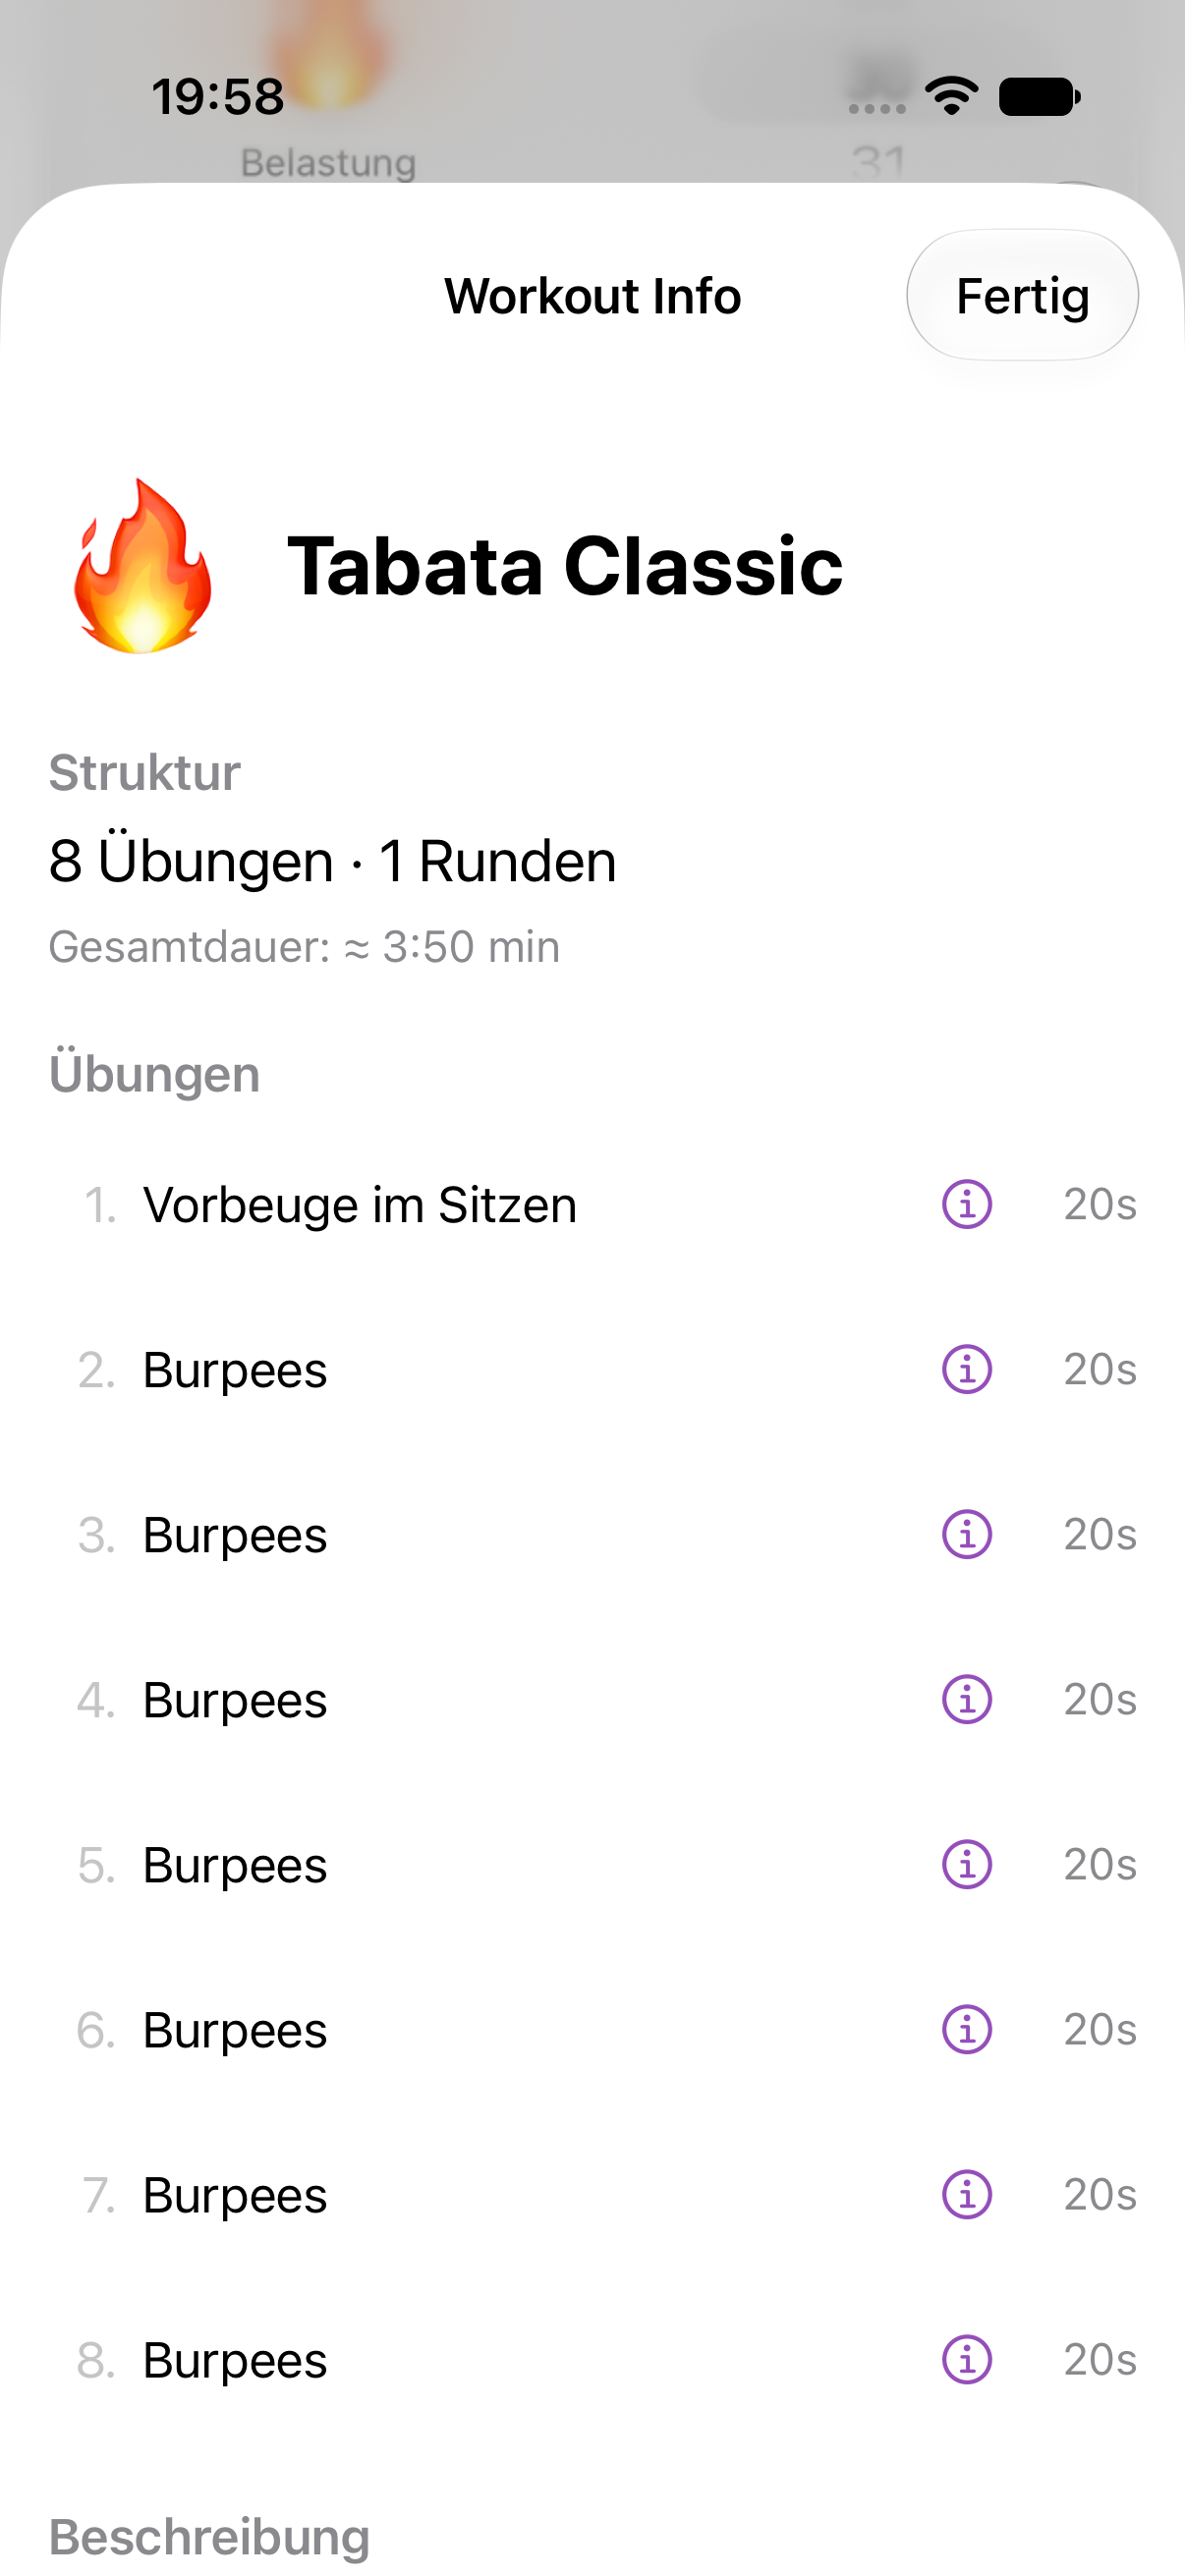 19:58
Belastung
31
Workout Info
Fertig
Tabata Classic
Struktur
8 Übungen · 1 Runden
Gesamtdauer: ≈ 3:50 min
Übungen
1. Vorbeuge im Sitzen 20s
2. Burpees 20s
3. Burpees 20s
4. Burpees 20s
5. Burpees 20s
6. Burpees 20s
7. Burpees 20s
8. Burpees 20s
Beschreibung